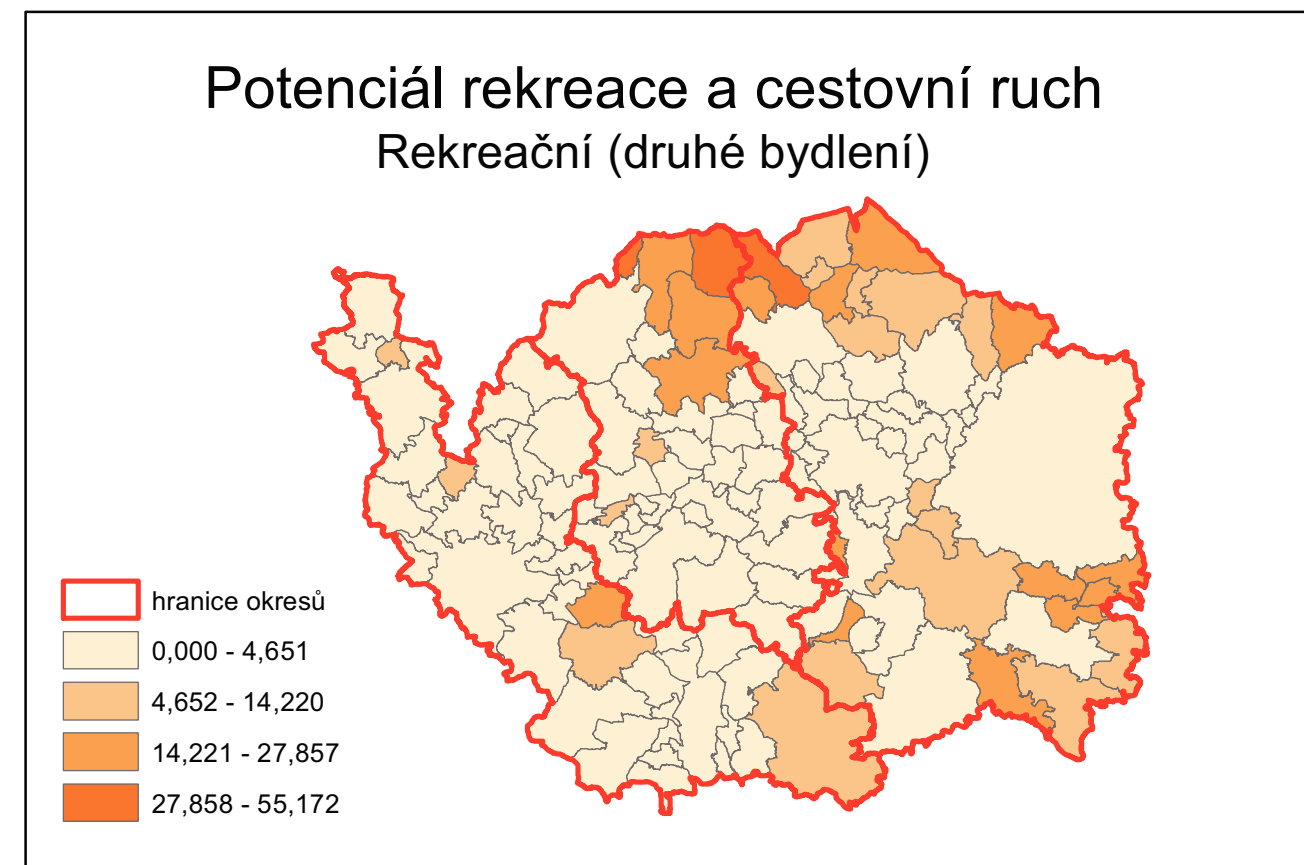 Potenciál rekreace a cestovní ruch
Rekreační (druhé bydlení)
hranice okresů
0,000 - 4,651
4,652 - 14,220
14,221 - 27,857
27,858 - 55,172